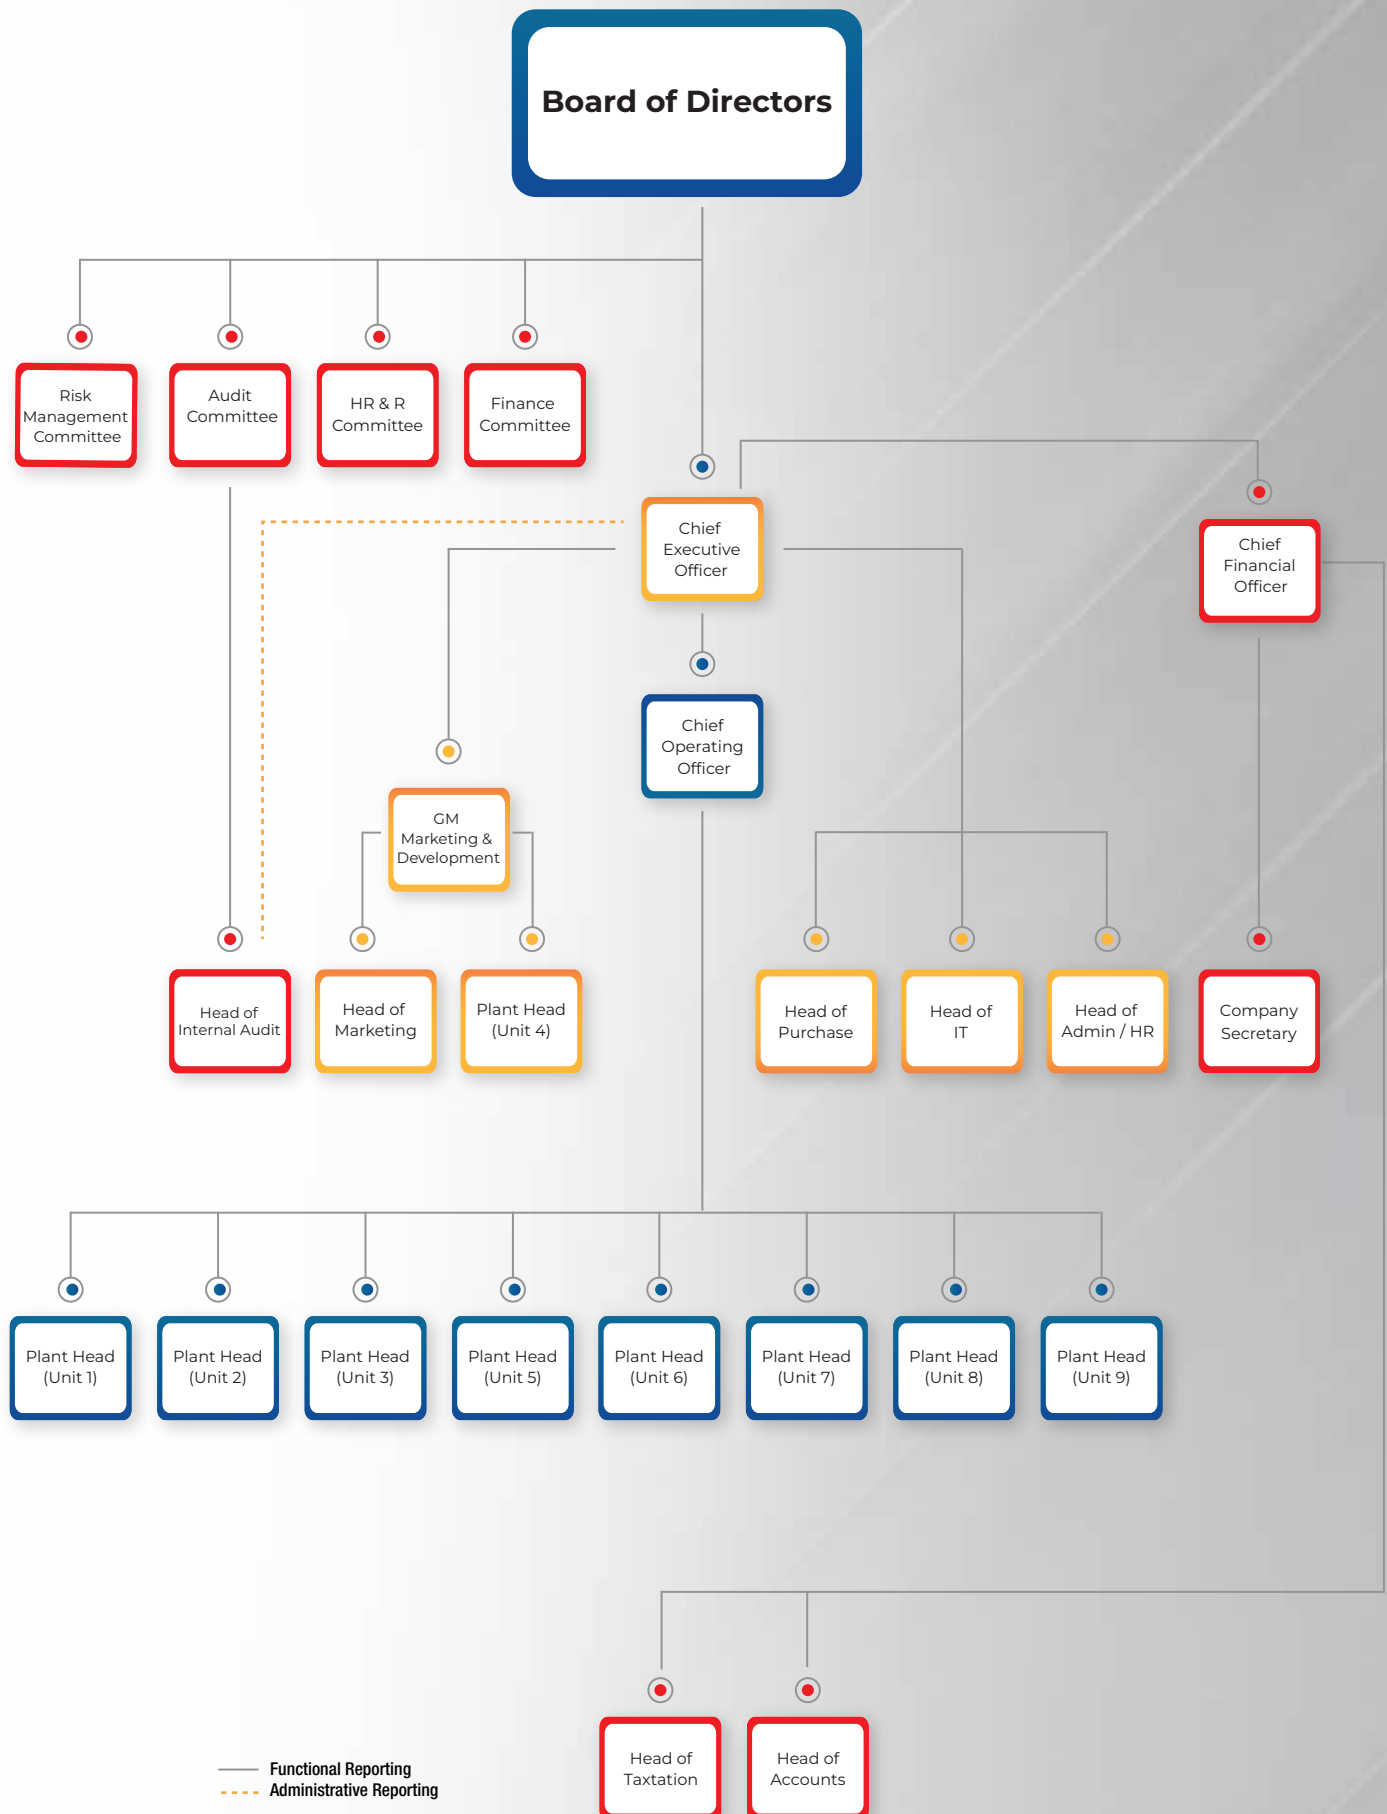 Board of Directors
Risk
Management
Committee
Audit
Committee
HR & R
Committee
Finance
Committee
Chief
Executive
Officer
Chief
Financial
Officer
Chief
Operating
Officer
GM
Marketing &
Development
Head of
Internal Audit
Head of
Marketing
Plant Head
(Unit 4)
Head of
Purchase
Head of
IT
Head of
Admin / HR
Company
Secretary
Plant Head
(Unit 1)
Plant Head
(Unit 2)
Plant Head
(Unit 3)
Plant Head
(Unit 5)
Plant Head
(Unit 6)
Plant Head
(Unit 7)
Plant Head
(Unit 8)
Plant Head
(Unit 9)
Head of
Taxtation
Head of
Accounts
Functional Reporting
Administrative Reporting